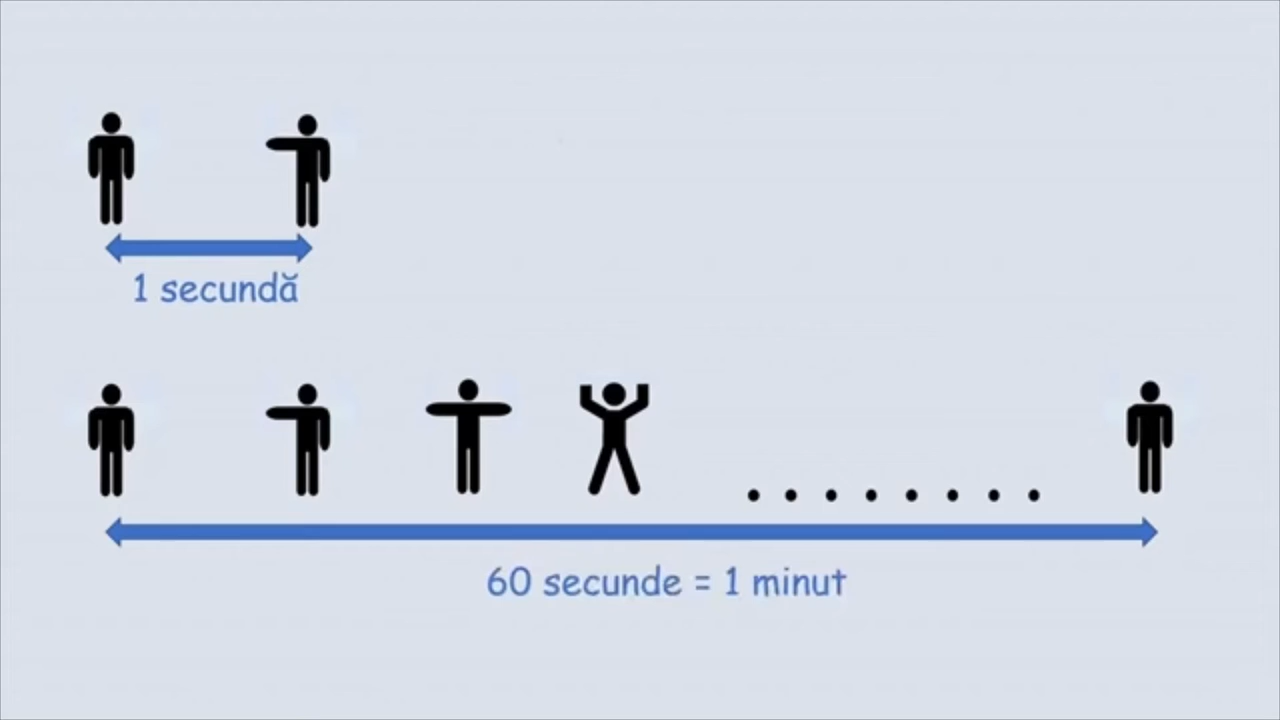 1 secundă
60 secunde = 1 minut